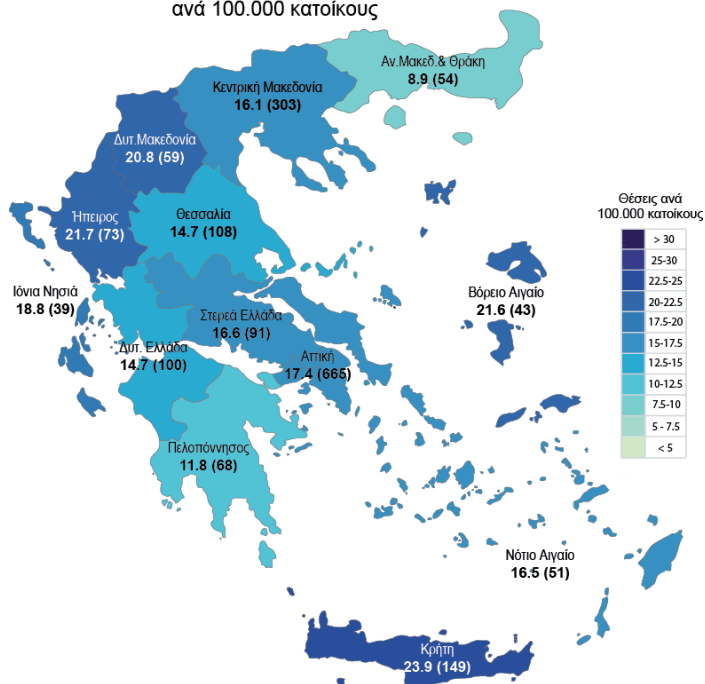 ανά 100.000 κατοίκους
Αν.Μακεδ.& Θράκη
8.9 (54)
Κεντρική Μακεδονία
16.1 (303)
Δυτ.Μακεδονία
20.8 (59)
Ήπειρος
21.7 (73)
Θεσσαλία
14.7 (108)
Θέσεις ανά
100.000 κατοίκους
> 30
25-30
22.5-25
20-22.5
17.5-20
15-17.5
12.5-15
10-12.5
7.5-10
5 - 7.5
< 5
Ιόνια Νησιά
18.8 (39)
Βόρειο Αιγαίο
21.6 (43)
Στερεά Ελλάδα
16.6 (91)
Δυτ. Ελλάδα
14.7 (100)
Αττική
17.4 (665)
Πελοπόννησος
11.8 (68)
Νότιο Αιγαίο
16.5 (51)
Κρήτη
23.9 (149)